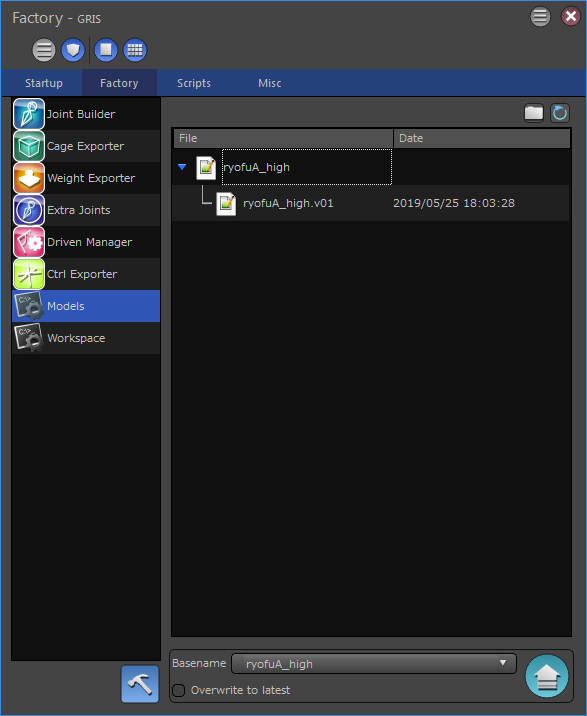 Factory - GRIS
Startup Factory Scripts Misc
Joint Builder
Cage Exporter
Weight Exporter
Extra Joints
Driven Manager
Ctrl Exporter
Models
Workspace
File Date
ryofuA_high
ryofuA_high.v01 2019/05/25 18:03:28
Basename ryofuA_high
Overwrite to latest